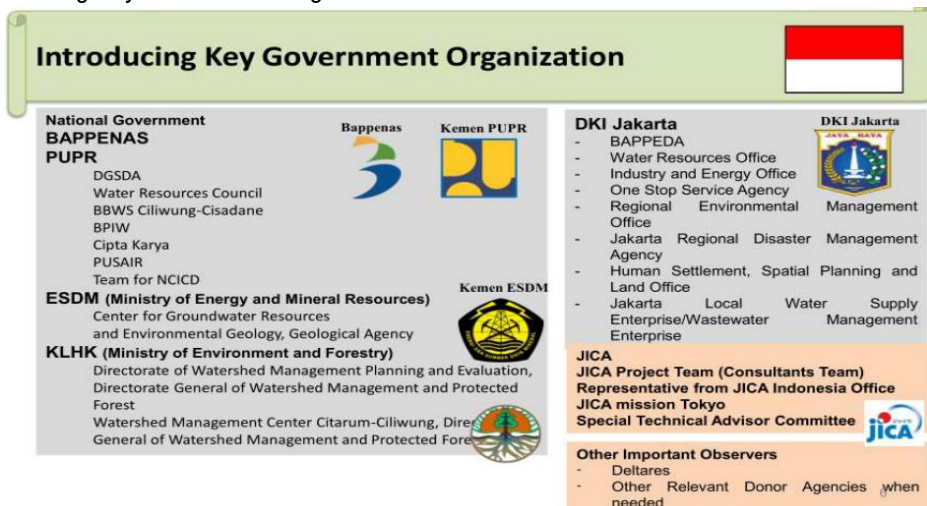 Introducing Key Government Organization
National Government
BAPPENAS
PUPR
DGSDA
Water Resources Council
BBWS Ciliwung-Cisadane
BPIW
Cipta Karya
PUSAIR
Team for NCICD
Bappenas
Kemen PUPR
ESDM (Ministry of Energy and Mineral Resources)
Center for Groundwater Resources
and Environmental Geology, Geological Agency
Kemen ESDM
KLHK (Ministry of Environment and Forestry)
Directorate of Watershed Management Planning and Evaluation,
Directorate General of Watershed Management and Protected
Forest
Watershed Management Center Citarum-Ciliwung,
General of Watershed Management and Protected
DKI Jakarta
DKI Jakarta
JAYA RAYA
- BAPPEDA
- Water Resources Office
- Industry and Energy Office
- One Stop Service Agency
- Regional Environmental Management
Office
- Jakarta Regional Disaster Management
Agency
- Human Settlement, Spatial Planning and
Land Office
- Jakarta Local Water Supply
Enterprise/Wastewater Management
Enterprise
JICA
JICA Project Team (Consultants Team)
Representative from JICA Indonesia Office
JICA mission Tokyo
Special Technical Advisor Committee
jICA
Other Important Observers
- Deltares
- Other Relevant Donor Agencies when
needed